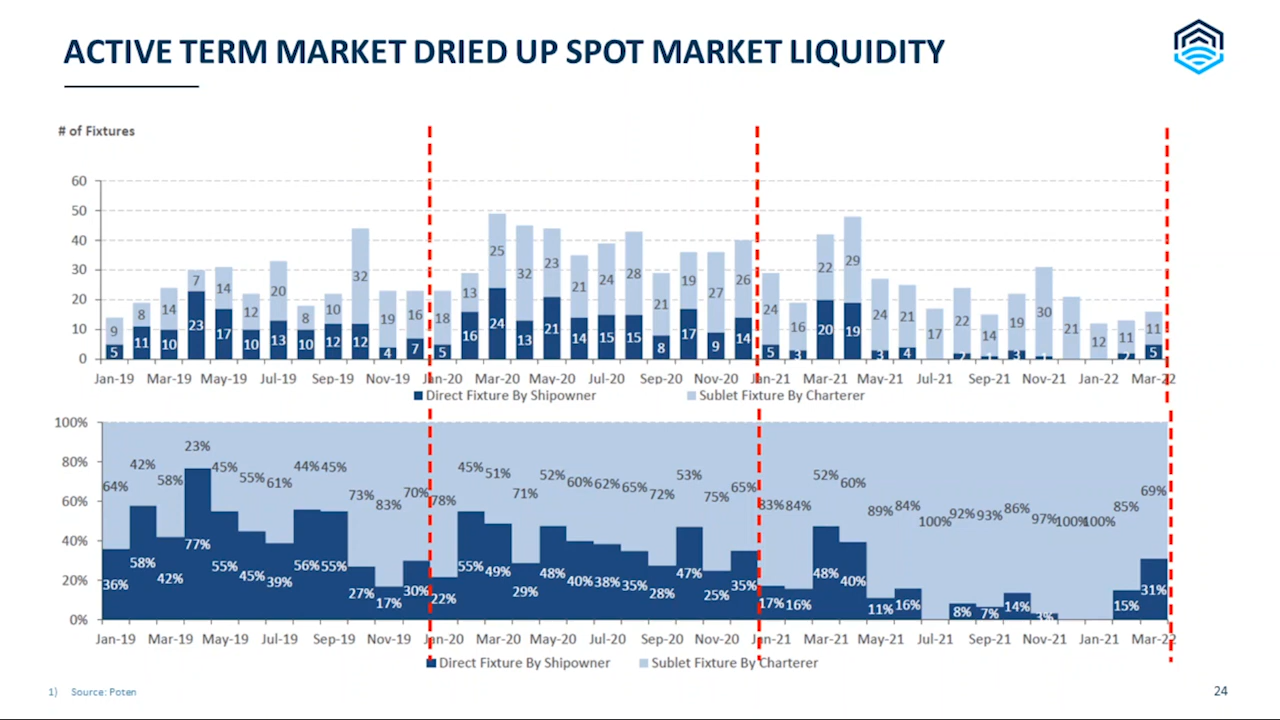 ACTIVE TERM MARKET DRIED UP SPOT MARKET LIQUIDITY
# of Fixtures
60
50
40
30
20
10
0
9 8 14 7 14 12 20 8 10 32 19 16 18 13 25 32 23 21 24 28 21 19 27 26 24 16 22 29 24 21 17 22 14 19 30 21 12 11 11
5 11 10 23 17 10 13 10 12 12 4 7 5 16 24 13 21 14 15 15 8 17 9 14 5 3 20 19 3 4 2 1 3 1 2 5
Jan-19 Mar-19 May-19 Jul-19 Sep-19 Nov-19 Jan-20 Mar-20 May-20 Jul-20 Sep-20 Nov-20 Jan-21 Mar-21 May-21 Jul-21 Sep-21 Nov-21 Jan-22 Mar-22
Direct Fixture By Shipowner Sublet Fixture By Charterer
100%
80%
60%
40%
20%
0%
64% 42% 58% 23% 45% 55% 61% 44% 45% 73% 83% 70% 78% 45% 51% 71% 52% 60% 62% 65% 72% 53% 75% 65% 83% 84% 52% 60% 89% 84% 100% 92% 93% 86% 97% 100% 100% 85% 69%
36% 58% 42% 77% 55% 45% 39% 56% 55% 27% 17% 30% 22% 55% 49% 29% 48% 40% 38% 35% 28% 47% 25% 35% 17% 16% 48% 40% 11% 16% 8% 7% 14% 3% 15% 31%
Jan-19 Mar-19 May-19 Jul-19 Sep-19 Nov-19 Jan-20 Mar-20 May-20 Jul-20 Sep-20 Nov-20 Jan-21 Mar-21 May-21 Jul-21 Sep-21 Nov-21 Jan-22 Mar-22
Direct Fixture By Shipowner Sublet Fixture By Charterer
1) Source: Poten
24